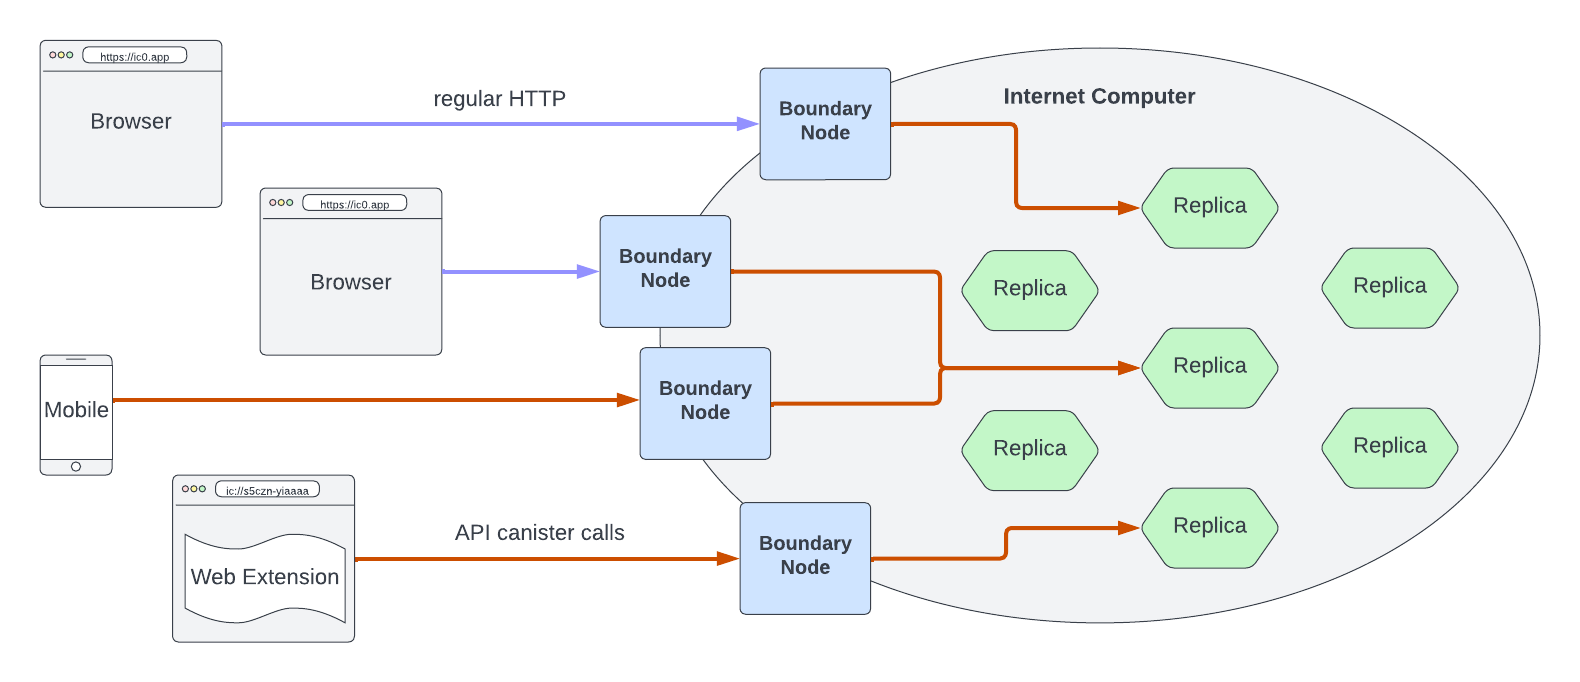 https://ic0.app
Browser
regular HTTP
Boundary
Node
Internet Computer
https://ic0.app
Browser
Boundary
Node
Replica
Replica
Replica
Mobile
Boundary
Node
Replica
ic://s5czn-yiaaaa
Web Extension
API canister calls
Boundary
Node
Replica
Replica
Replica